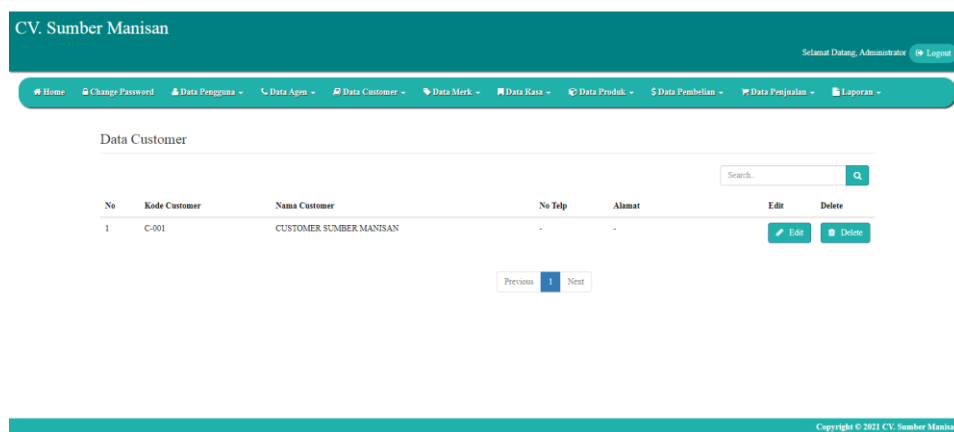 CV. Sumber Manisan
Selamat Datang, Administrator Logout
Home Change Password Data Pengguna Data Agen Data Customer Data Merk Data Rasa Data Produk $ Data Pembelian Data Penjualan Laporan
Data Customer
Search..
No Kode Customer Nama Customer No Telp Alamat Edit Delete
1 C-001 CUSTOMER SUMBER MANISAN - - Edit Delete
Previous 1 Next
Copyright © 2021 CV. Sumber Manisa